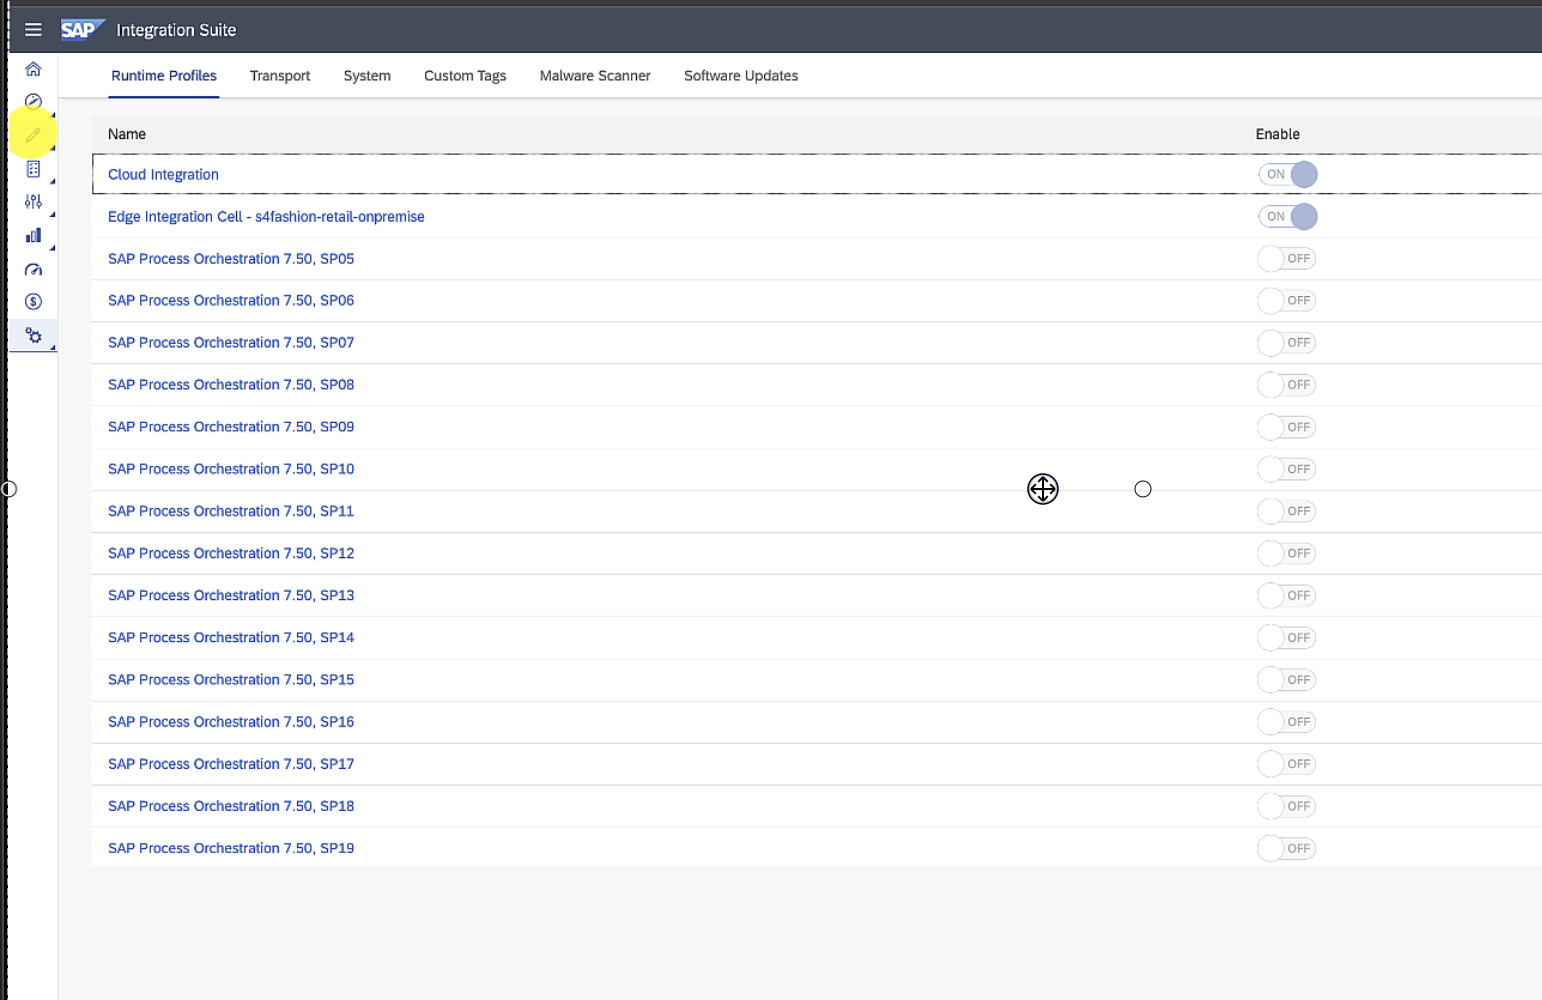 SAP Integration Suite
Runtime Profiles Transport System Custom Tags Malware Scanner Software Updates
Name Enable
Cloud Integration ON
Edge Integration Cell - s4fashion-retail-onpremise ON
SAP Process Orchestration 7.50, SP05 OFF
SAP Process Orchestration 7.50, SP06 OFF
SAP Process Orchestration 7.50, SP07 OFF
SAP Process Orchestration 7.50, SP08 OFF
SAP Process Orchestration 7.50, SP09 OFF
SAP Process Orchestration 7.50, SP10 OFF
SAP Process Orchestration 7.50, SP11 OFF
SAP Process Orchestration 7.50, SP12 OFF
SAP Process Orchestration 7.50, SP13 OFF
SAP Process Orchestration 7.50, SP14 OFF
SAP Process Orchestration 7.50, SP15 OFF
SAP Process Orchestration 7.50, SP16 OFF
SAP Process Orchestration 7.50, SP17 OFF
SAP Process Orchestration 7.50, SP18 OFF
SAP Process Orchestration 7.50, SP19 OFF